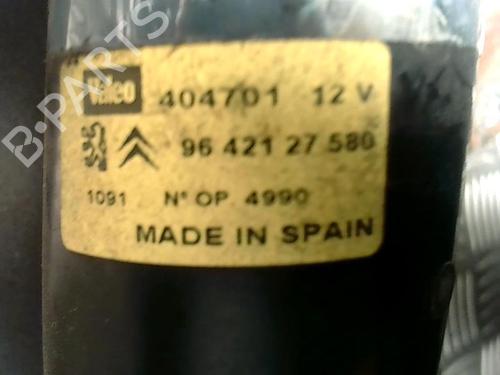 Valeo 404701 12 V
96 421 27 580
1091 N° OP. 4990
MADE IN SPAIN
B-PARTS